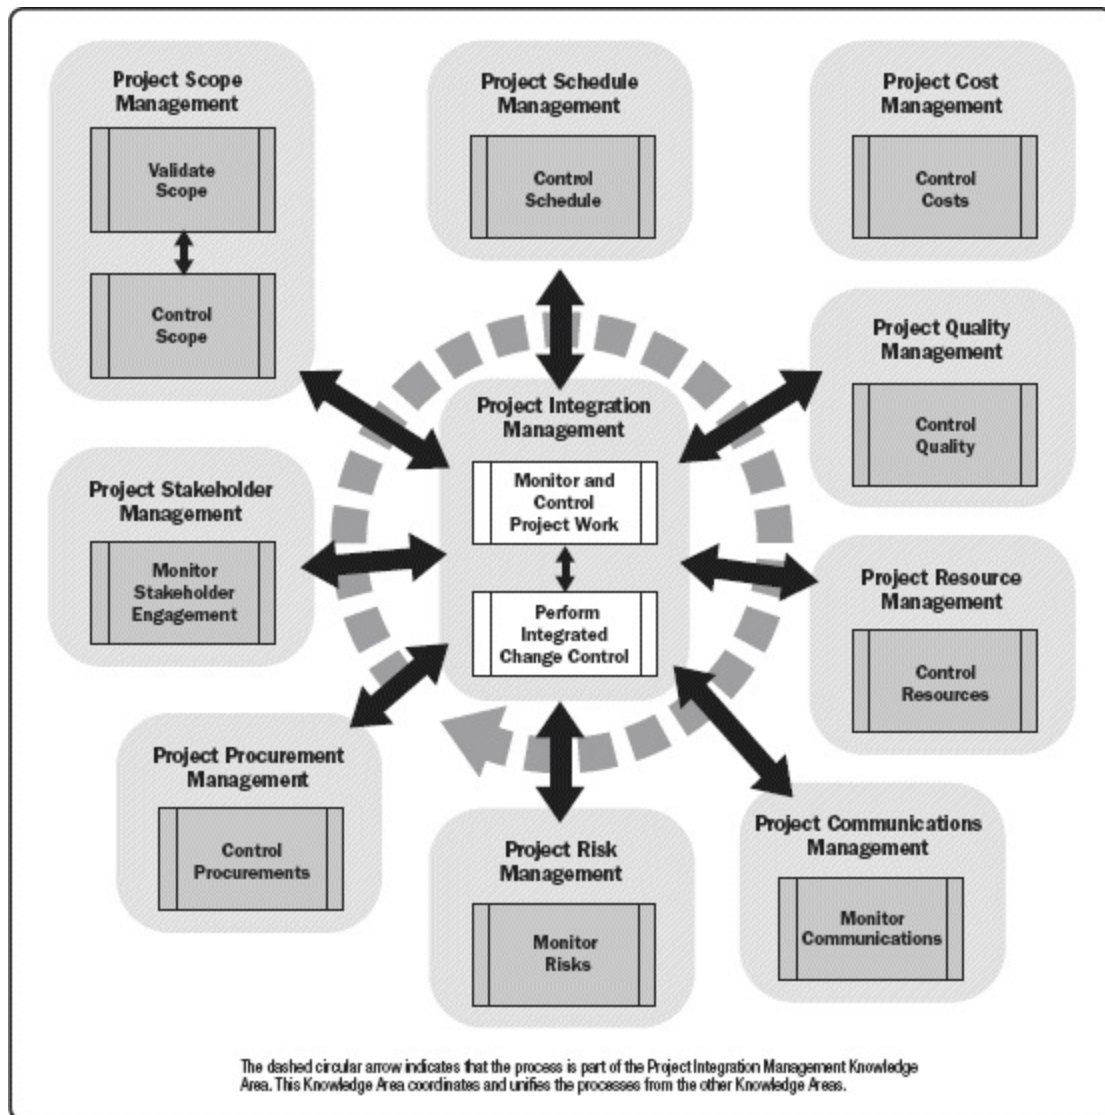 Project Scope
Management
Validate
Scope
Control
Scope
Project Schedule
Management
Control
Schedule
Project Cost
Management
Control
Costs
Project Quality
Management
Control
Quality
Project Integration
Management
Monitor and
Control
Project Work
Perform
Integrated
Change Control
Project Stakeholder
Management
Monitor
Stakeholder
Engagement
Project Resource
Management
Control
Resources
Project Procurement
Management
Control
Procurements
Project Risk
Management
Monitor
Risks
Project Communications
Management
Monitor
Communications
The dashed circular arrow indicates that the process is part of the Project Integration Management Knowledge
Area. This Knowledge Area coordinates and unifies the processes from the other Knowledge Areas.